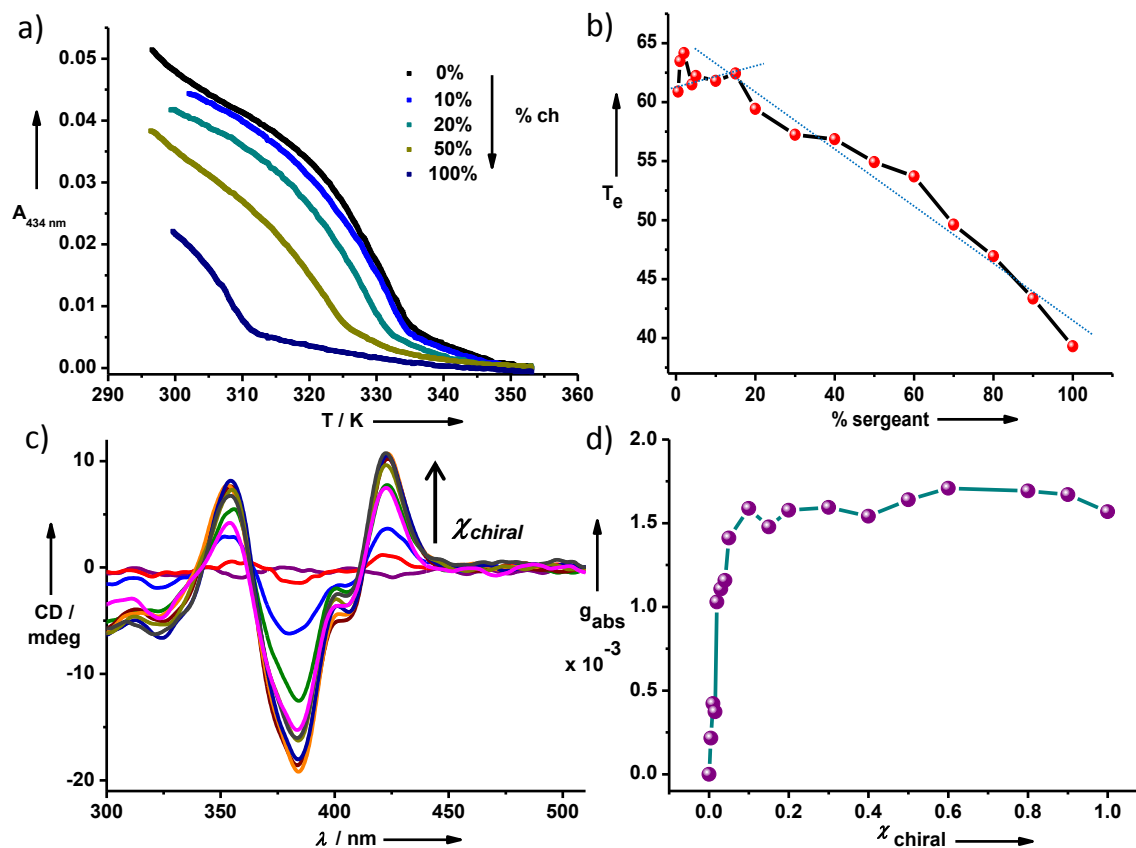 a)
0.05
0.04
0.03
0.02
0.01
0.00
A434 nm
0%
10%
20%
50%
100%
% ch
290 300 310 320 330 340 350 360
T / K
b)
65
60
55
50
45
40
Te
0 20 40 60 80 100
% sergeant
c)
10
0
-10
-20
CD /
mdeg
χchiral
300 350 400 450 500
λ / nm
d)
2.0
1.5
1.0
0.5
0.0
gabs
x 10-3
0.0 0.2 0.4 0.6 0.8 1.0
χ chiral